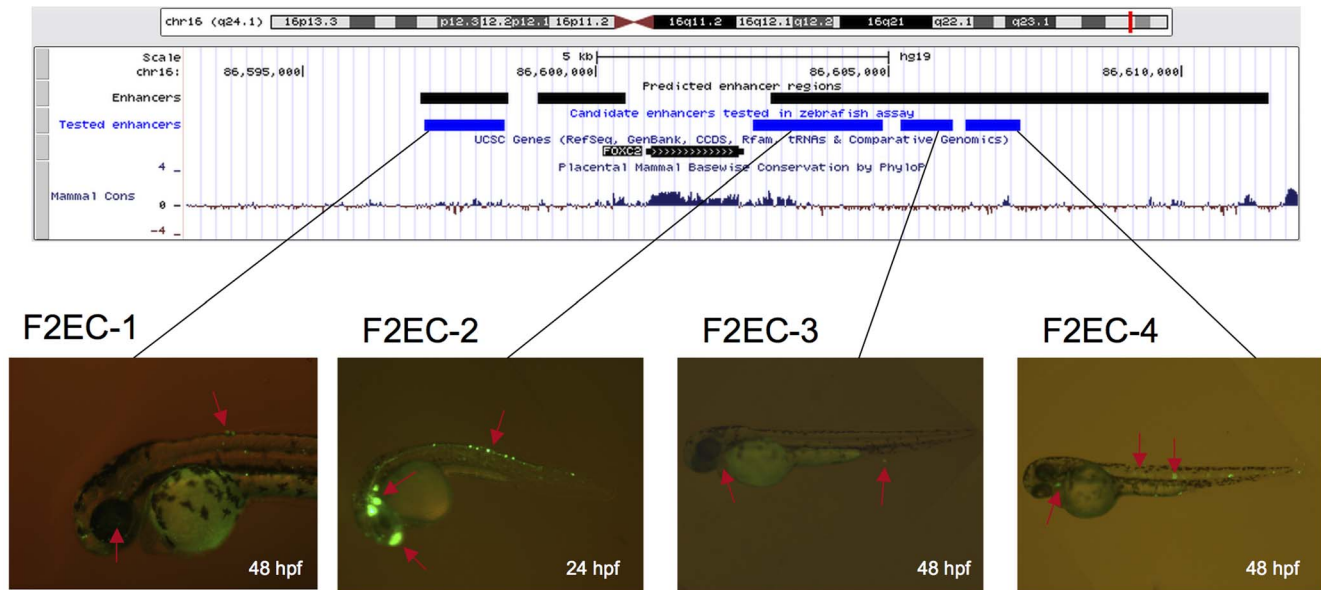 chr16 (q24.1) 16p13.3 p12.3 12.2 p12.1 16p11.2 16q11.2 16q12.1 q12.2 16q21 q22.1 q23.1
Scale 5 kb hg19
chr16: 86,595,000 86,600,000 86,605,000 86,610,000
Predicted enhancer regions
Enhancers
Candidate enhancers tested in zebrafish assay
Tested enhancers
UCSC Genes (RefSeq, GenBank, CCDS, Rfam, tRNAs & Comparative Genomics)
FOXC2
Placental Mammal Basewise Conservation by PhyloP
4 _
Mammal Cons
0 -
-4 _
F2EC-1 F2EC-2 F2EC-3 F2EC-4
48 hpf 24 hpf 48 hpf 48 hpf